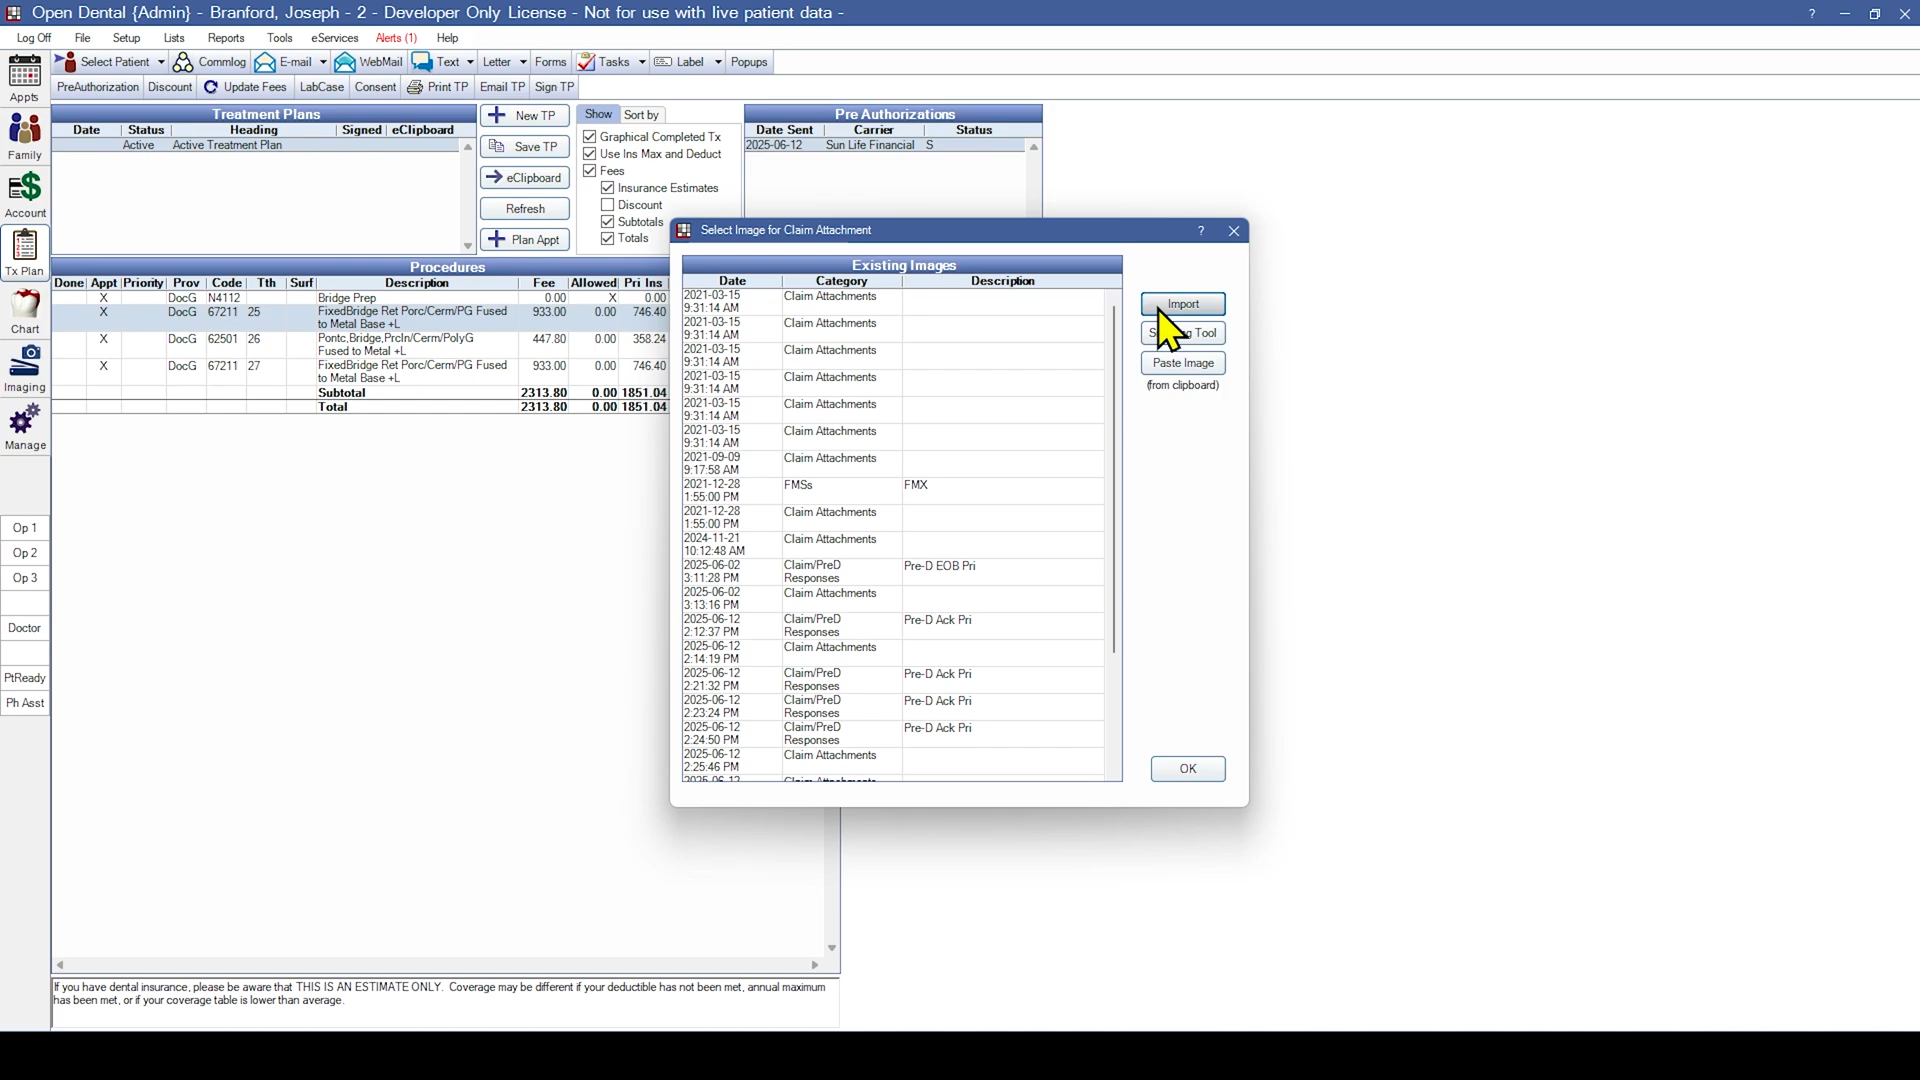 Open Dental {Admin} - Branford, Joseph - 2 - Developer Only License - Not for use with live patient data -
Log Off File Setup Lists Reports Tools eServices Alerts (1) Help
Select Patient Commlog E-mail WebMail Text Letter Forms Tasks Label Popups
PreAuthorization Discount Update Fees LabCase Consent Print TP Email TP Sign TP
Appts
Family
Account
Tx Plan
Chart
Imaging
Manage
Op 1
Op 2
Op 3
Doctor
PtReady
Ph Asst
Treatment Plans
Date Status Heading Signed eClipboard
Active Active Treatment Plan
New TP
Save TP
eClipboard
Refresh
Plan Appt
Show Sort by
Graphical Completed Tx
Use Ins Max and Deduct
Fees
Insurance Estimates
Discount
Subtotals
Totals
Pre Authorizations
Date Sent Carrier Status
2025-06-12 Sun Life Financial S
Procedures
Done Appt Priority Prov Code Tth Surf Description Fee Allowed Pri Ins
X DocG N4112 Bridge Prep 0.00 X 0.00
X DocG 67211 25 FixedBridge Ret Porc/Cerm/PG Fused 933.00 0.00 746.40
to Metal Base +L
X DocG 62501 26 Pontc,Bridge,Prcln/Cerm/PolyG 447.80 0.00 358.24
Fused to Metal +L
X DocG 67211 27 FixedBridge Ret Porc/Cerm/PG Fused 933.00 0.00 746.40
to Metal Base +L
Subtotal 2313.80 0.00 1851.04
Total 2313.80 0.00 1851.04
Select Image for Claim Attachment
Existing Images
Date Category Description
2021-03-15 Claim Attachments
9:31:14 AM
2021-03-15 Claim Attachments
9:31:14 AM
2021-03-15 Claim Attachments
9:31:14 AM
2021-03-15 Claim Attachments
9:31:14 AM
2021-03-15 Claim Attachments
9:31:14 AM
2021-03-15 Claim Attachments
9:31:14 AM
2021-09-09 Claim Attachments
9:17:58 AM
2021-12-28 FMSs FMX
1:55:00 PM
2021-12-28 Claim Attachments
1:55:00 PM
2024-11-21 Claim Attachments
10:12:48 AM
2025-06-02 Claim/PreD Pre-D EOB Pri
3:11:28 PM Responses
2025-06-02 Claim Attachments
3:13:16 PM
2025-06-12 Claim/PreD Pre-D Ack Pri
2:12:37 PM Responses
2025-06-12 Claim Attachments
2:14:19 PM
2025-06-12 Claim/PreD Pre-D Ack Pri
2:21:32 PM Responses
2025-06-12 Claim/PreD Pre-D Ack Pri
2:23:24 PM Responses
2025-06-12 Claim/PreD Pre-D Ack Pri
2:24:50 PM Responses
2025-06-12 Claim Attachments
2:25:46 PM
2025-06-12 Claim Attachments
Import
Tool
Paste Image
(from clipboard)
OK
If you have dental insurance, please be aware that THIS IS AN ESTIMATE ONLY. Coverage may be different if your deductible has not been met, annual maximum
has been met, or if your coverage table is lower than average.